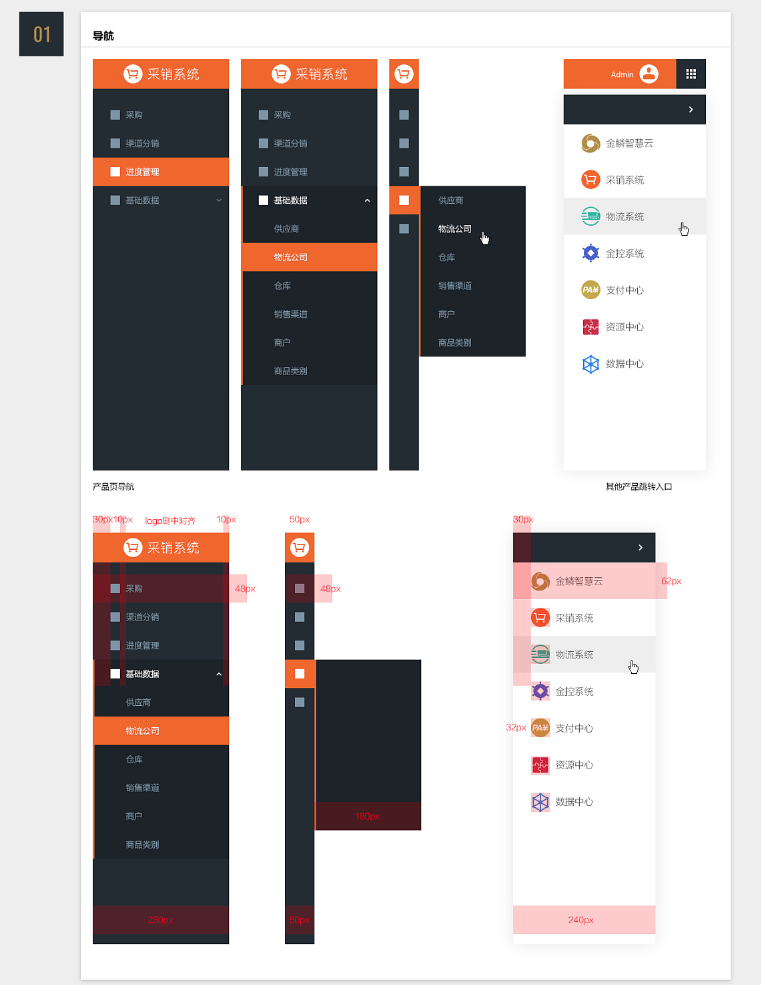 01
导航
采销系统
采购
渠道分销
进度管理
基础数据
采销系统
采购
渠道分销
进度管理
基础数据
供应商
物流公司
仓库
销售渠道
商户
商品类别
供应商
物流公司
仓库
销售渠道
商户
商品类别
Admin
金鳞智慧云
采销系统
物流系统
金控系统
PAY 支付中心
资源中心
数据中心
产品页导航
其他产品跳转入口
30px 10px logo居中对齐 10px
采销系统
采购 48px
渠道分销
进度管理
基础数据
供应商
物流公司
仓库
销售渠道
商户
商品类别
230px
50px
48px
180px
50px
30px
金鳞智慧云 62px
采销系统
物流系统
金控系统
32px PAY 支付中心
资源中心
数据中心
240px